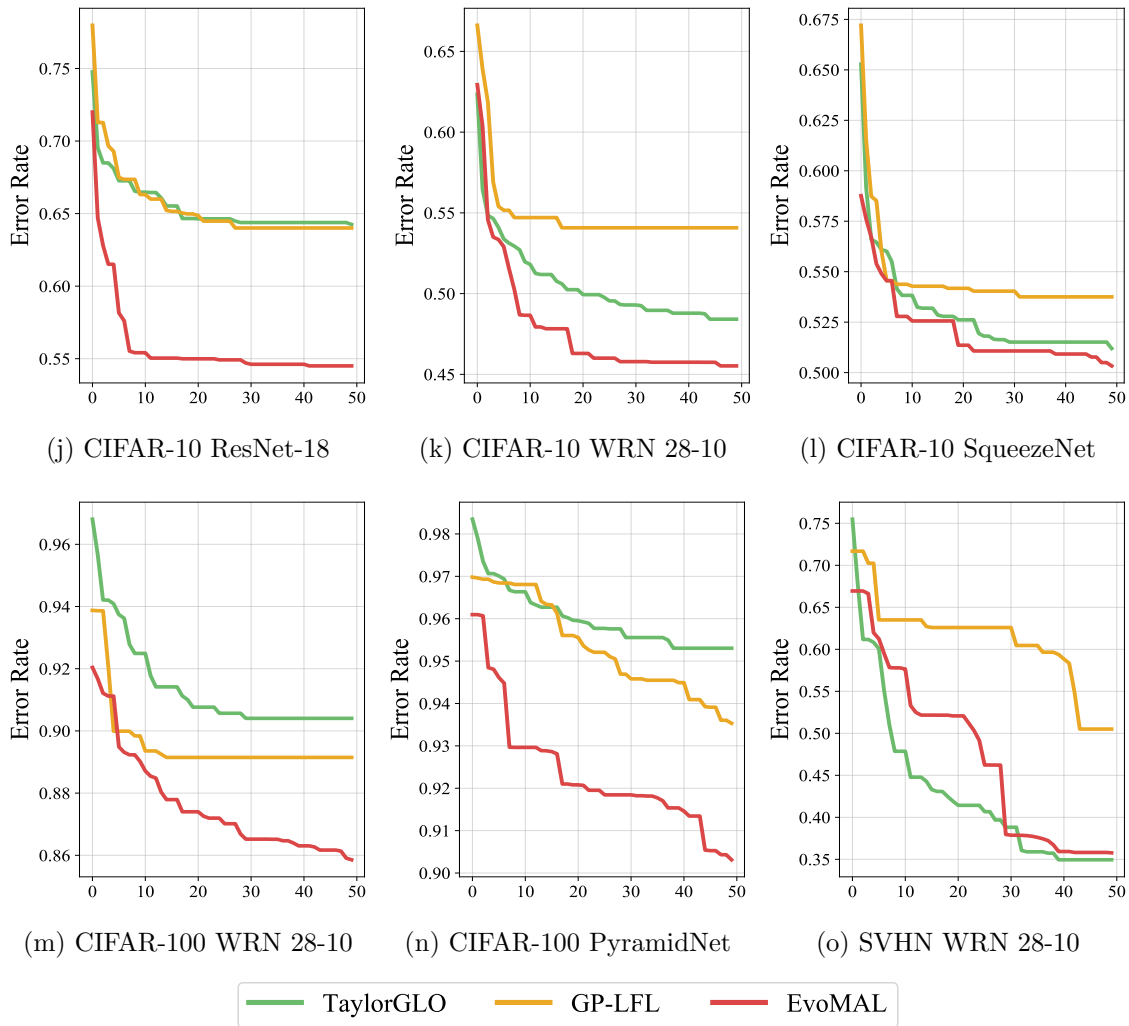 0.75
0.70
0.65
0.60
0.55
Error Rate
0 10 20 30 40 50
(j) CIFAR-10 ResNet-18
0.65
0.60
0.55
0.50
0.45
Error Rate
0 10 20 30 40 50
(k) CIFAR-10 WRN 28-10
0.675
0.650
0.625
0.600
0.575
0.550
0.525
0.500
Error Rate
0 10 20 30 40 50
(l) CIFAR-10 SqueezeNet
0.96
0.94
0.92
0.90
0.88
0.86
Error Rate
0 10 20 30 40 50
(m) CIFAR-100 WRN 28-10
0.98
0.97
0.96
0.95
0.94
0.93
0.92
0.91
0.90
Error Rate
0 10 20 30 40 50
(n) CIFAR-100 PyramidNet
0.75
0.70
0.65
0.60
0.55
0.50
0.45
0.40
0.35
Error Rate
0 10 20 30 40 50
(o) SVHN WRN 28-10
TaylorGLO GP-LFL EvoMAL